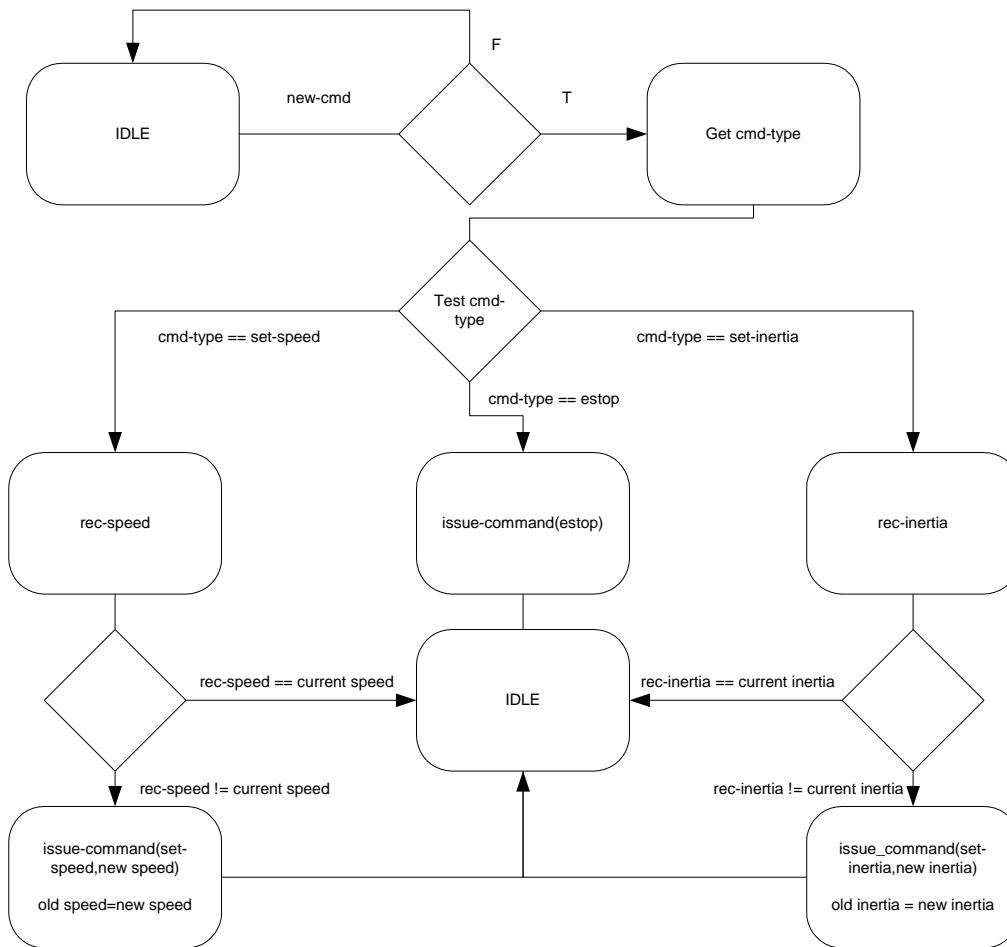 F
new-cmd
T
IDLE
Get cmd-type
Test cmd-
type
cmd-type == set-speed
cmd-type == set-inertia
cmd-type == estop
rec-speed
issue-command(estop)
rec-inertia
rec-speed == current speed
IDLE
rec-inertia == current inertia
rec-speed != current speed
rec-inertia != current inertia
issue-command(set-
speed,new speed)
old speed=new speed
issue_command(set-
inertia,new inertia)
old inertia = new inertia